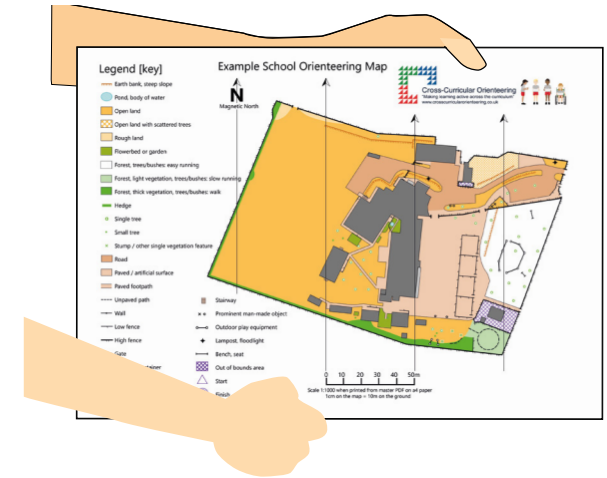 Legend [key]
Example School Orienteering Map
Earth bank, steep slope
Pond, body of water
Open land
Open land with scattered trees
Rough land
Flowerbed or garden
Forest, trees/bushes: easy running
Forest, light vegetation, trees/bushes: slow running
Forest, thick vegetation, trees/bushes: walk
Hedge
Single tree
Small tree
Stump / other single vegetation feature
Road
Paved / artificial surface
Paved footpath
Unpaved path
Wall
Low fence
High fence
Gate
N
Magnetic North
Cross-Curricular Orienteering
"Making learning active across the curriculum"
www.crosscurricularorienteering.co.uk
Stairway
Prominent man-made object
Outdoor play equipment
Lampost, floodlight
Bench, seat
Out of bounds area
Start
Finish
0 10 20 30 40 50m
Scale 1:1000 when printed from master PDF on a4 paper
1cm on the map = 10m on the ground